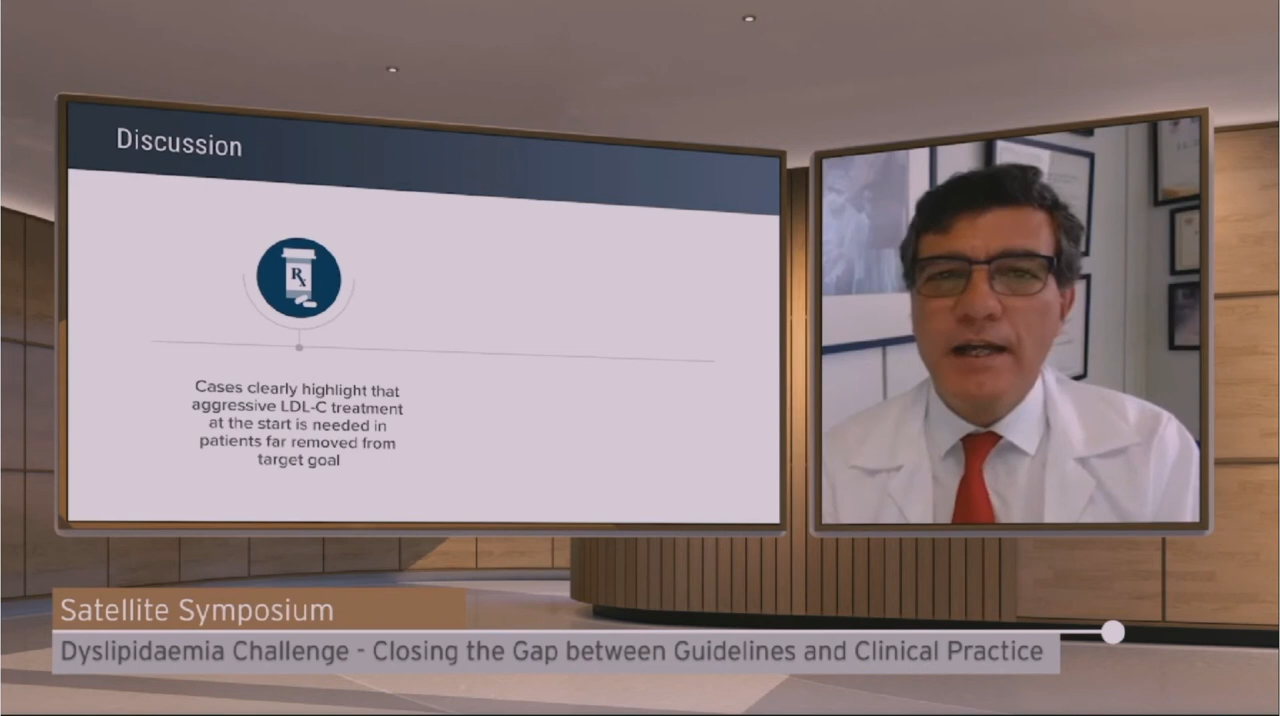 Discussion
Rx
Cases clearly highlight that
aggressive LDL-C treatment
at the start is needed in
patients far removed from
target goal
Satellite Symposium
Dyslipidaemia Challenge - Closing the Gap between Guidelines and Clinical Practice